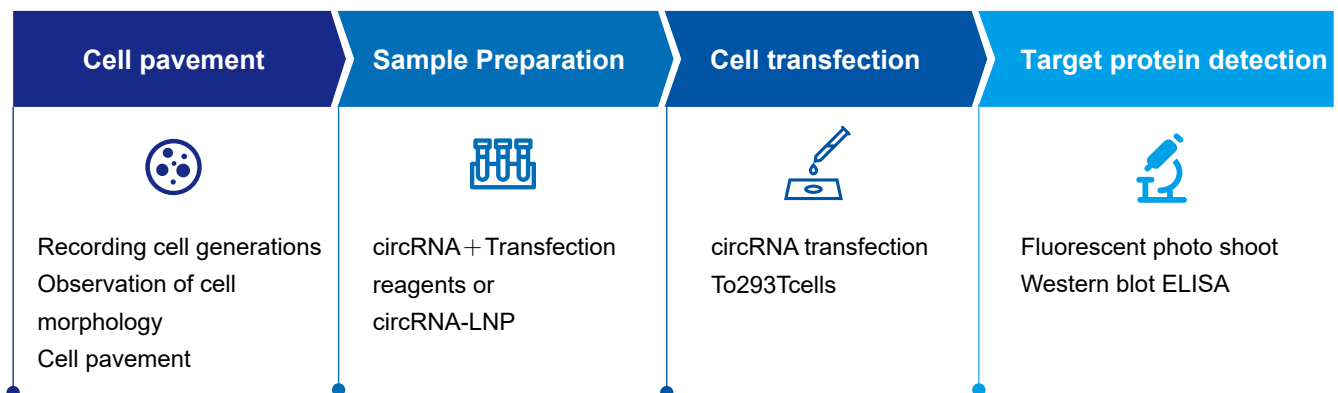 Cell pavement
Sample Preparation
Cell transfection
Target protein detection
Recording cell generations
Observation of cell
morphology
Cell pavement
circRNA＋Transfection
reagents or
circRNA-LNP
circRNA transfection
To293Tcells
Fluorescent photo shoot
Western blot ELISA